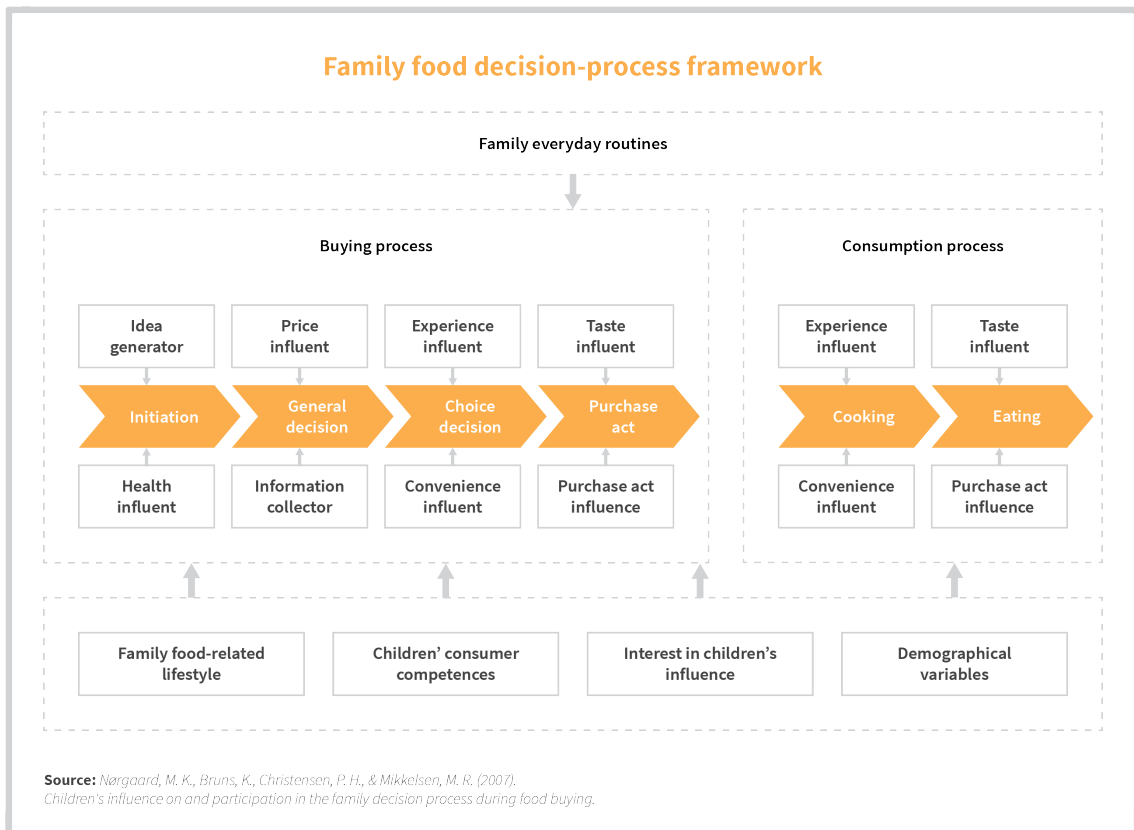 Family food decision-process framework
Family everyday routines
Buying process
Consumption process
Idea
generator
Price
influent
Experience
influent
Taste
influent
Experience
influent
Taste
influent
Initiation
General
decision
Choice
decision
Purchase
act
Cooking
Eating
Health
influent
Information
collector
Convenience
influent
Purchase act
influence
Convenience
influent
Purchase act
influence
Family food-related
lifestyle
Children’ consumer
competences
Interest in children’s
influence
Demographical
variables
Source: Nørgaard, M. K., Bruns, K., Christensen, P. H., & Mikkelsen, M. R. (2007).
Children's influence on and participation in the family decision process during food buying.